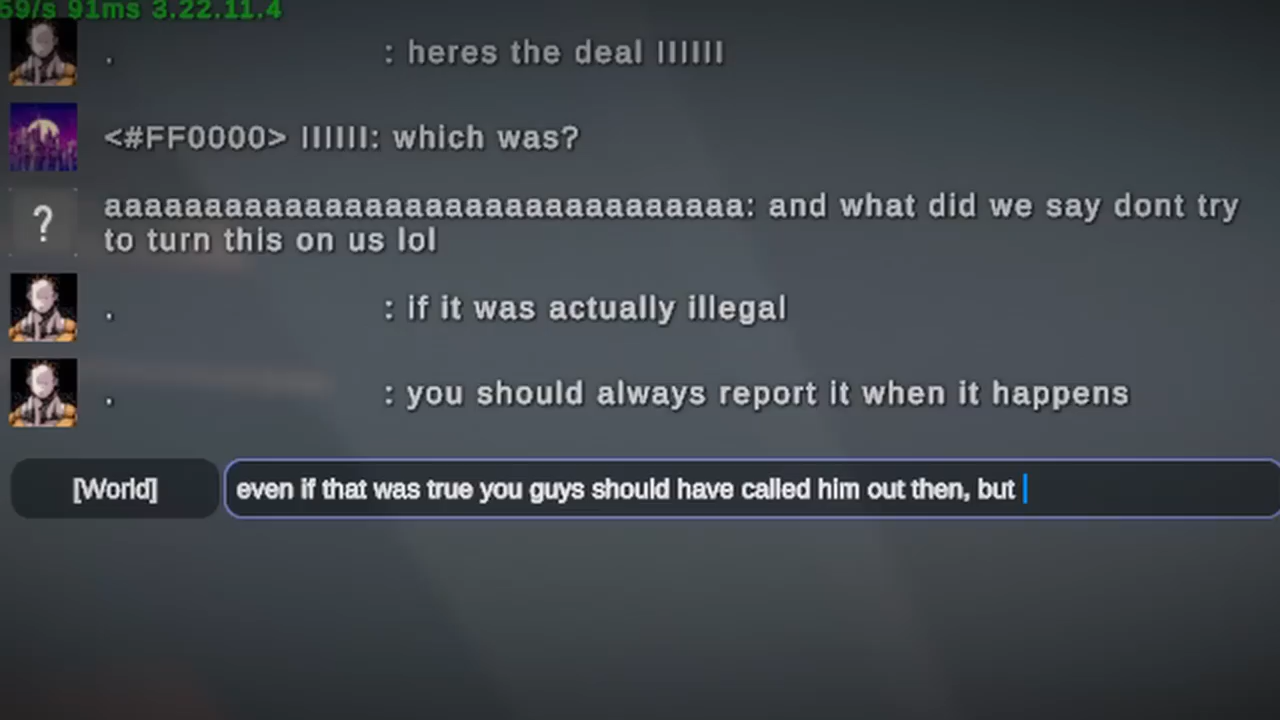 59/s 91ms 3.22.11.4
. : heres the deal IIIIII
<#FF0000> IIIIII: which was?
? aaaaaaaaaaaaaaaaaaaaaaaaaaaaaaaa: and what did we say dont try
to turn this on us lol
. : if it was actually illegal
. : you should always report it when it happens
[World] even if that was true you guys should have called him out then, but